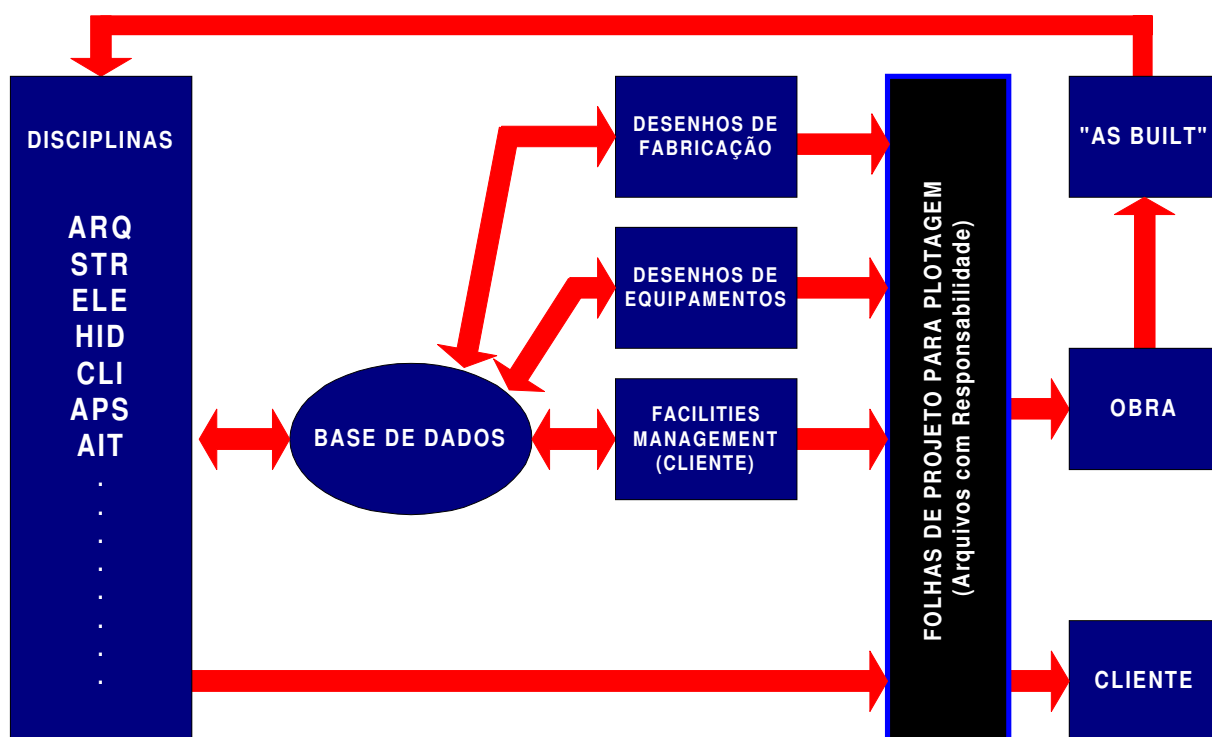 DISCIPLINAS
ARQ
STR
ELE
HID
CLI
APS
AIT
.
.
.
.
.
.
.
.
BASE DE DADOS
DESENHOS DE
FABRICAÇÃO
DESENHOS DE
EQUIPAMENTOS
FACILITIES
MANAGEMENT
(CLIENTE)
FOLHAS DE PROJETO PARA PLOTAGEM
(Arquivos com Responsabilidade)
"AS BUILT"
OBRA
CLIENTE